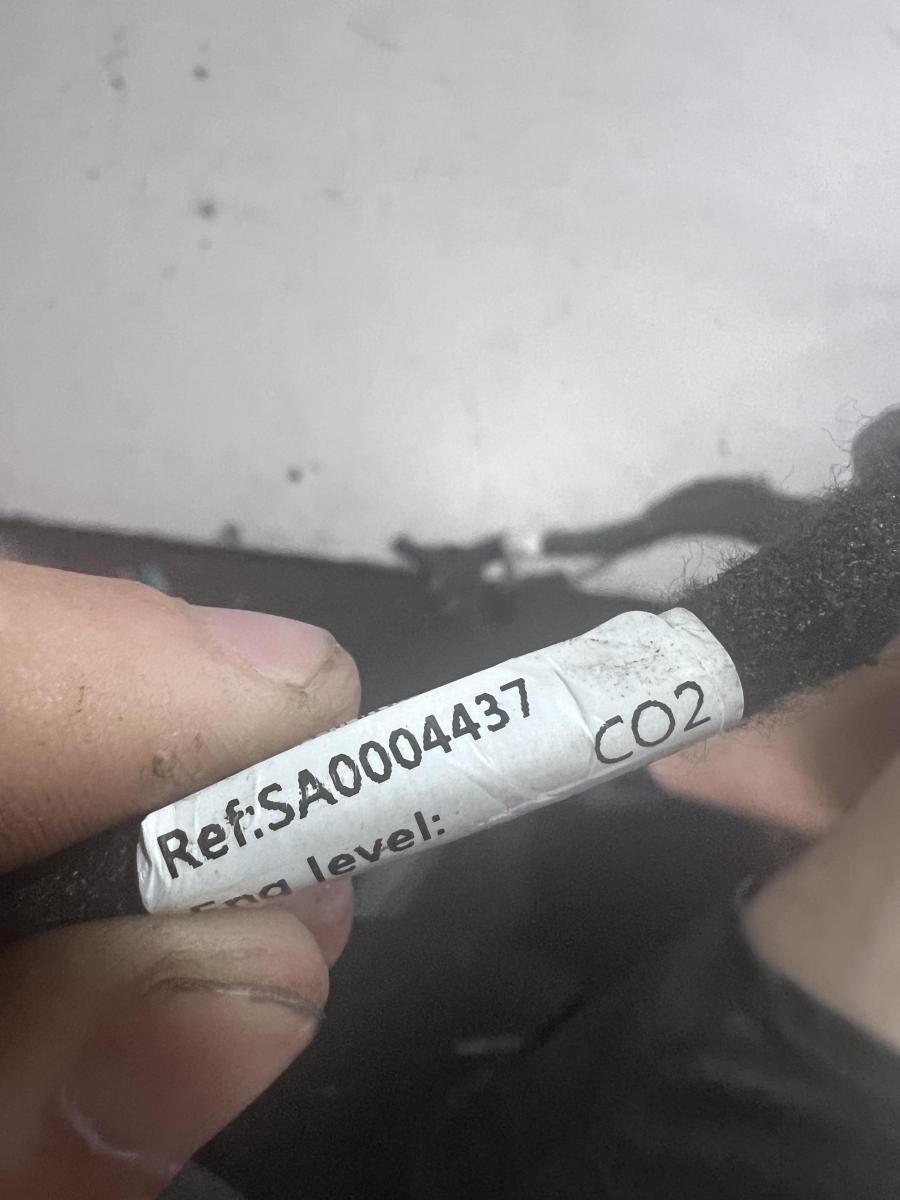 Ref:SA0004437
CO2
Eng level: